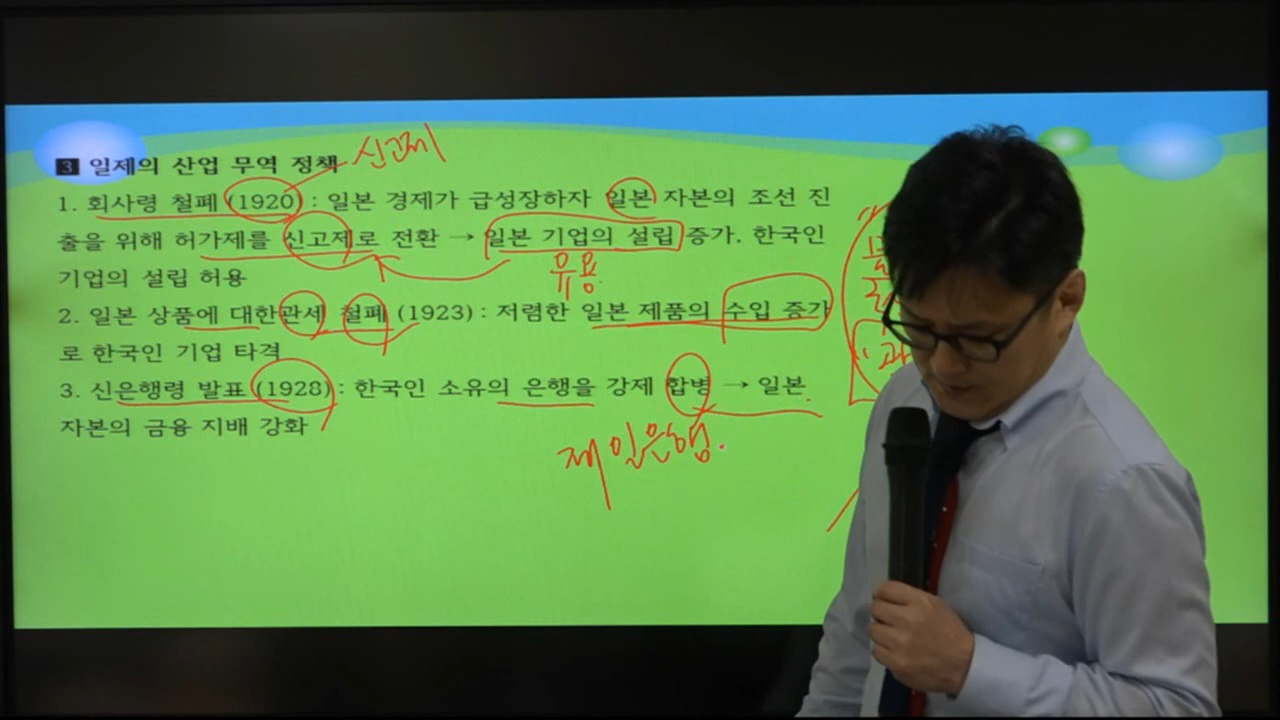 3 일제의 산업 무역 정책 신고제
1. 회사령 철폐 (1920) : 일본 경제가 급성장하자 일본 자본의 조선 진
출을 위해 허가제를 신고제로 전환 → 일본 기업의 설립 증가. 한국인
유용
기업의 설립 허용
2. 일본 상품에 대한관세 철폐 (1923) : 저렴한 일본 제품의 수입 증가
로 한국인 기업 타격
3. 신은행령 발표 (1928) : 한국인 소유의 은행을 강제 합병 → 일본
자본의 금융 지배 강화